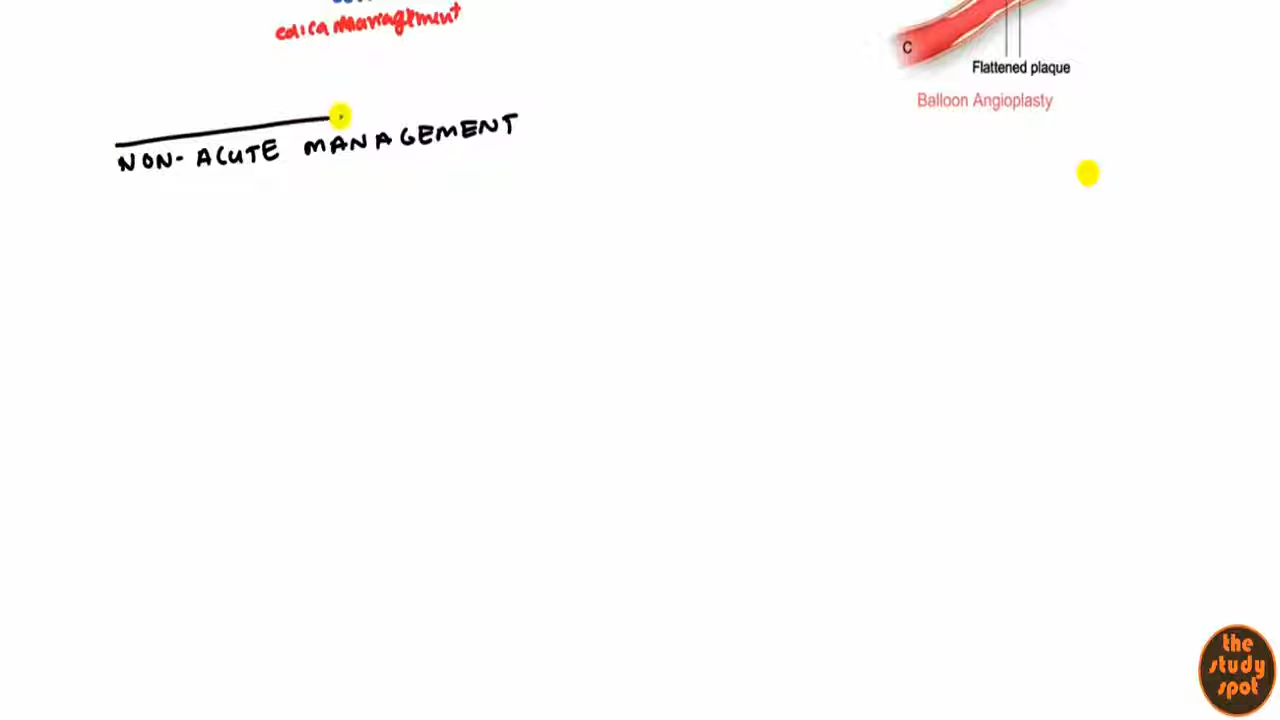 edica management
C
Flattened plaque
Balloon Angioplasty
NON-ACUTE MANAGEMENT
the
study
spot